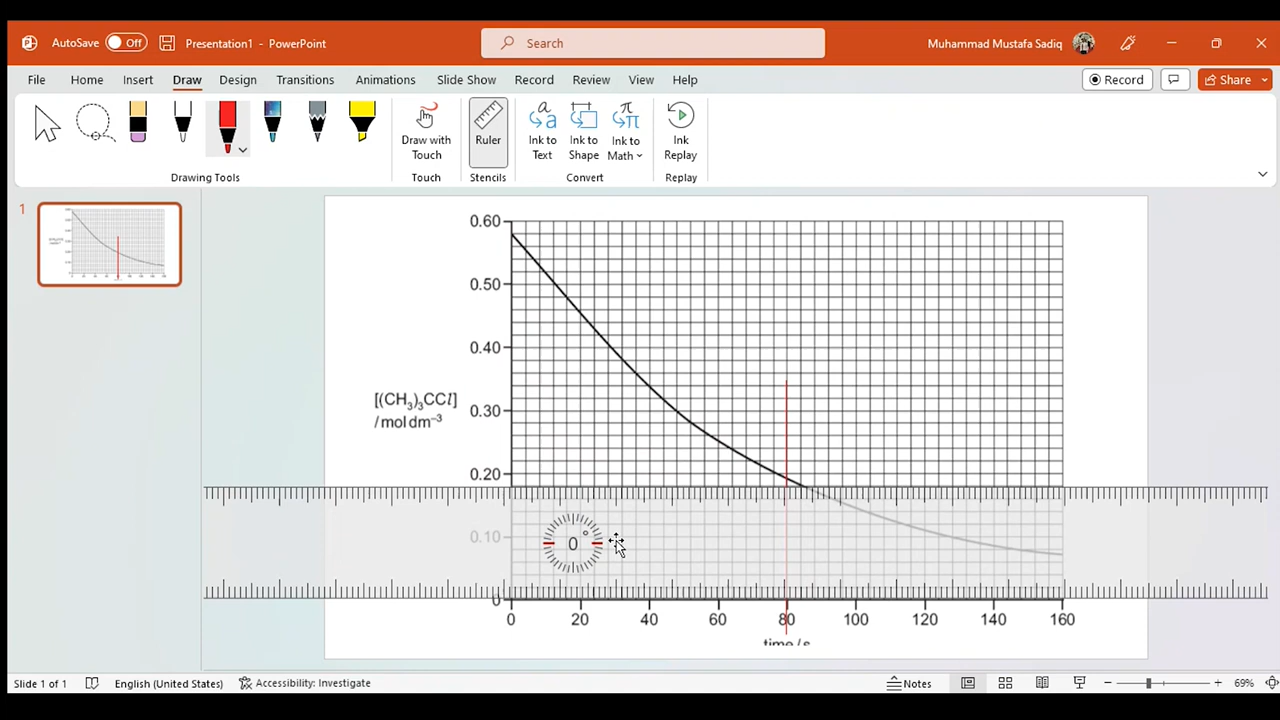 AutoSave Off Presentation1 - PowerPoint Search Muhammad Mustafa Sadiq
File Home Insert Draw Design Transitions Animations Slide Show Record Review View Help Record Share
Draw with Touch
Ruler
Ink to Text
Ink to Shape
Ink to Math
Ink Replay
Drawing Tools Touch Stencils Convert Replay
1
0.60
0.50
0.40
[(CH₃)₃CCl]
/ mol dm⁻³
0.30
0.20
0.10
0°
0
0 20 40 60 80 100 120 140 160
time / s
Slide 1 of 1 English (United States) Accessibility: Investigate Notes 69%